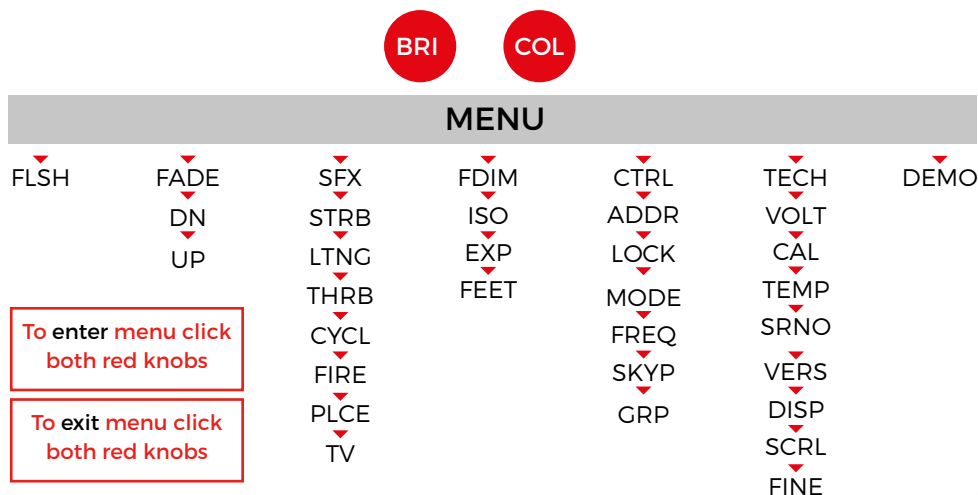 BRI
COL
MENU
FLSH
FADE
DN
UP
SFX
STRB
LTNG
THRB
CYCL
FIRE
PLCE
TV
FDIM
ISO
EXP
FEET
CTRL
ADDR
LOCK
MODE
FREQ
SKYP
GRP
TECH
VOLT
CAL
TEMP
SRNO
VERS
DISP
SCRL
FINE
DEMO
To enter menu click
both red knobs
To exit menu click
both red knobs